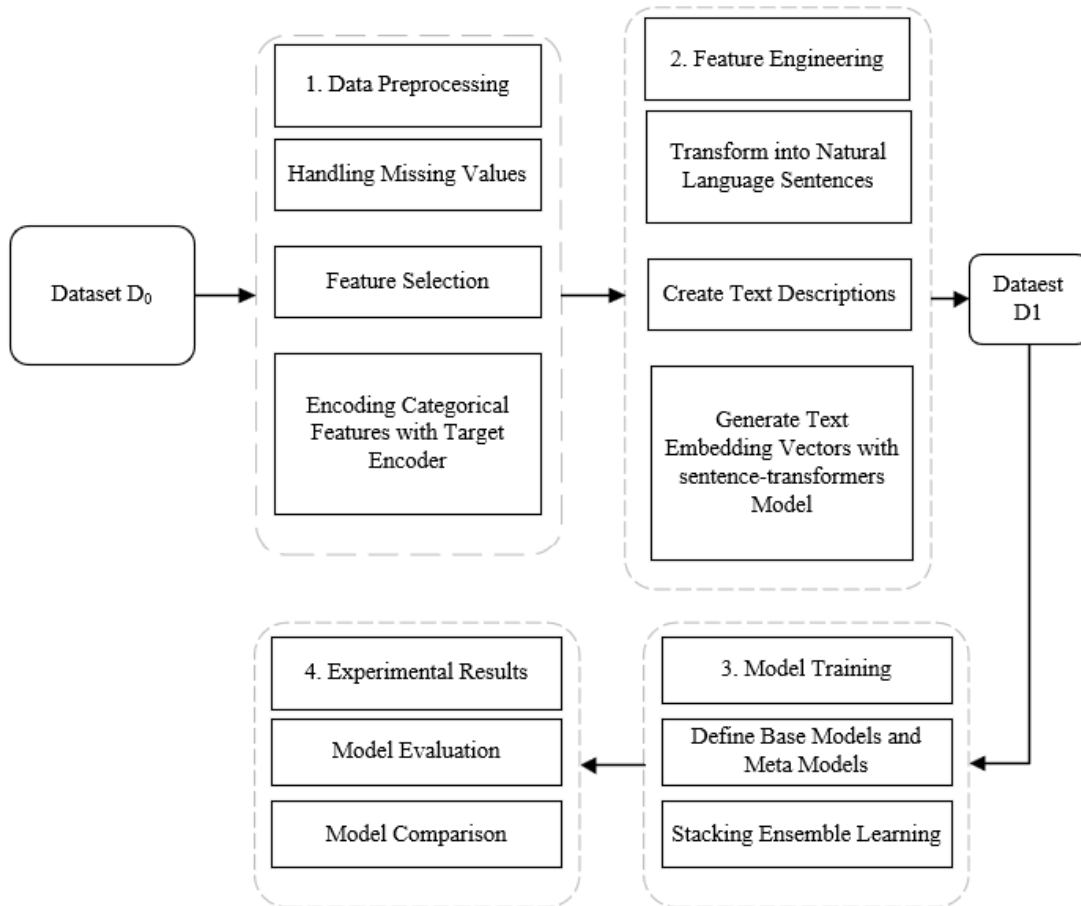 Dataset D₀
1. Data Preprocessing
Handling Missing Values
Feature Selection
Encoding Categorical
Features with Target
Encoder
2. Feature Engineering
Transform into Natural
Language Sentences
Create Text Descriptions
Generate Text
Embedding Vectors with
sentence-transformers
Model
Dataest
D1
3. Model Training
Define Base Models and
Meta Models
Stacking Ensemble Learning
4. Experimental Results
Model Evaluation
Model Comparison